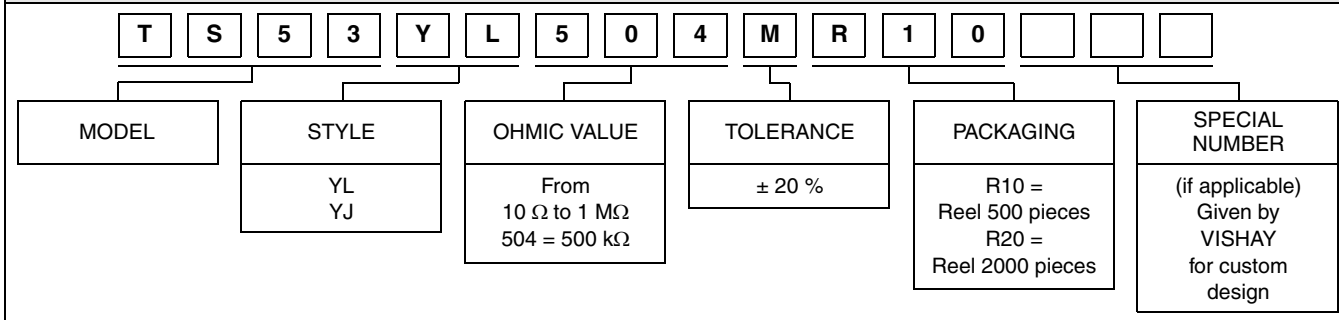 T S 5 3 Y L 5 0 4 M R 1 0
MODEL
STYLE
YL
YJ
OHMIC VALUE
From
10 Ω to 1 MΩ
504 = 500 kΩ
TOLERANCE
± 20 %
PACKAGING
R10 =
Reel 500 pieces
R20 =
Reel 2000 pieces
SPECIAL
NUMBER
(if applicable)
Given by
VISHAY
for custom
design